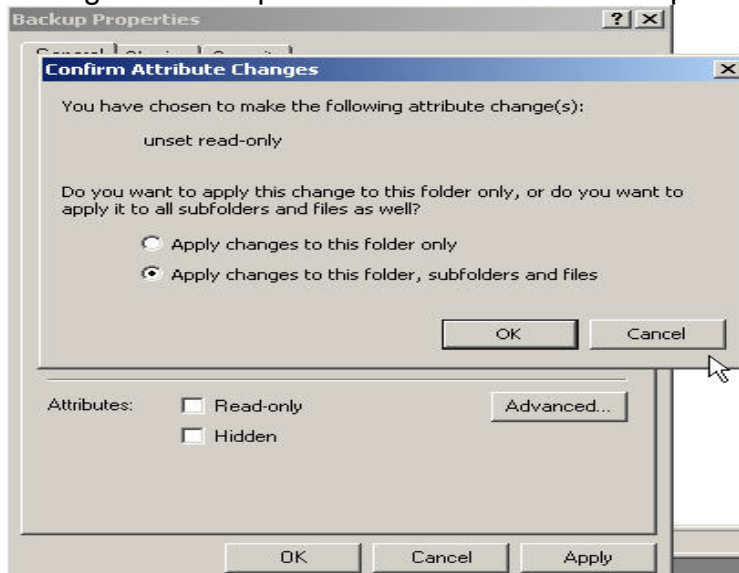 Backup Properties
Confirm Attribute Changes
You have chosen to make the following attribute change(s):
unset read-only
Do you want to apply this change to this folder only, or do you want to
apply it to all subfolders and files as well?
Apply changes to this folder only
Apply changes to this folder, subfolders and files
OK Cancel
Attributes: Read-only Advanced...
Hidden
OK Cancel Apply